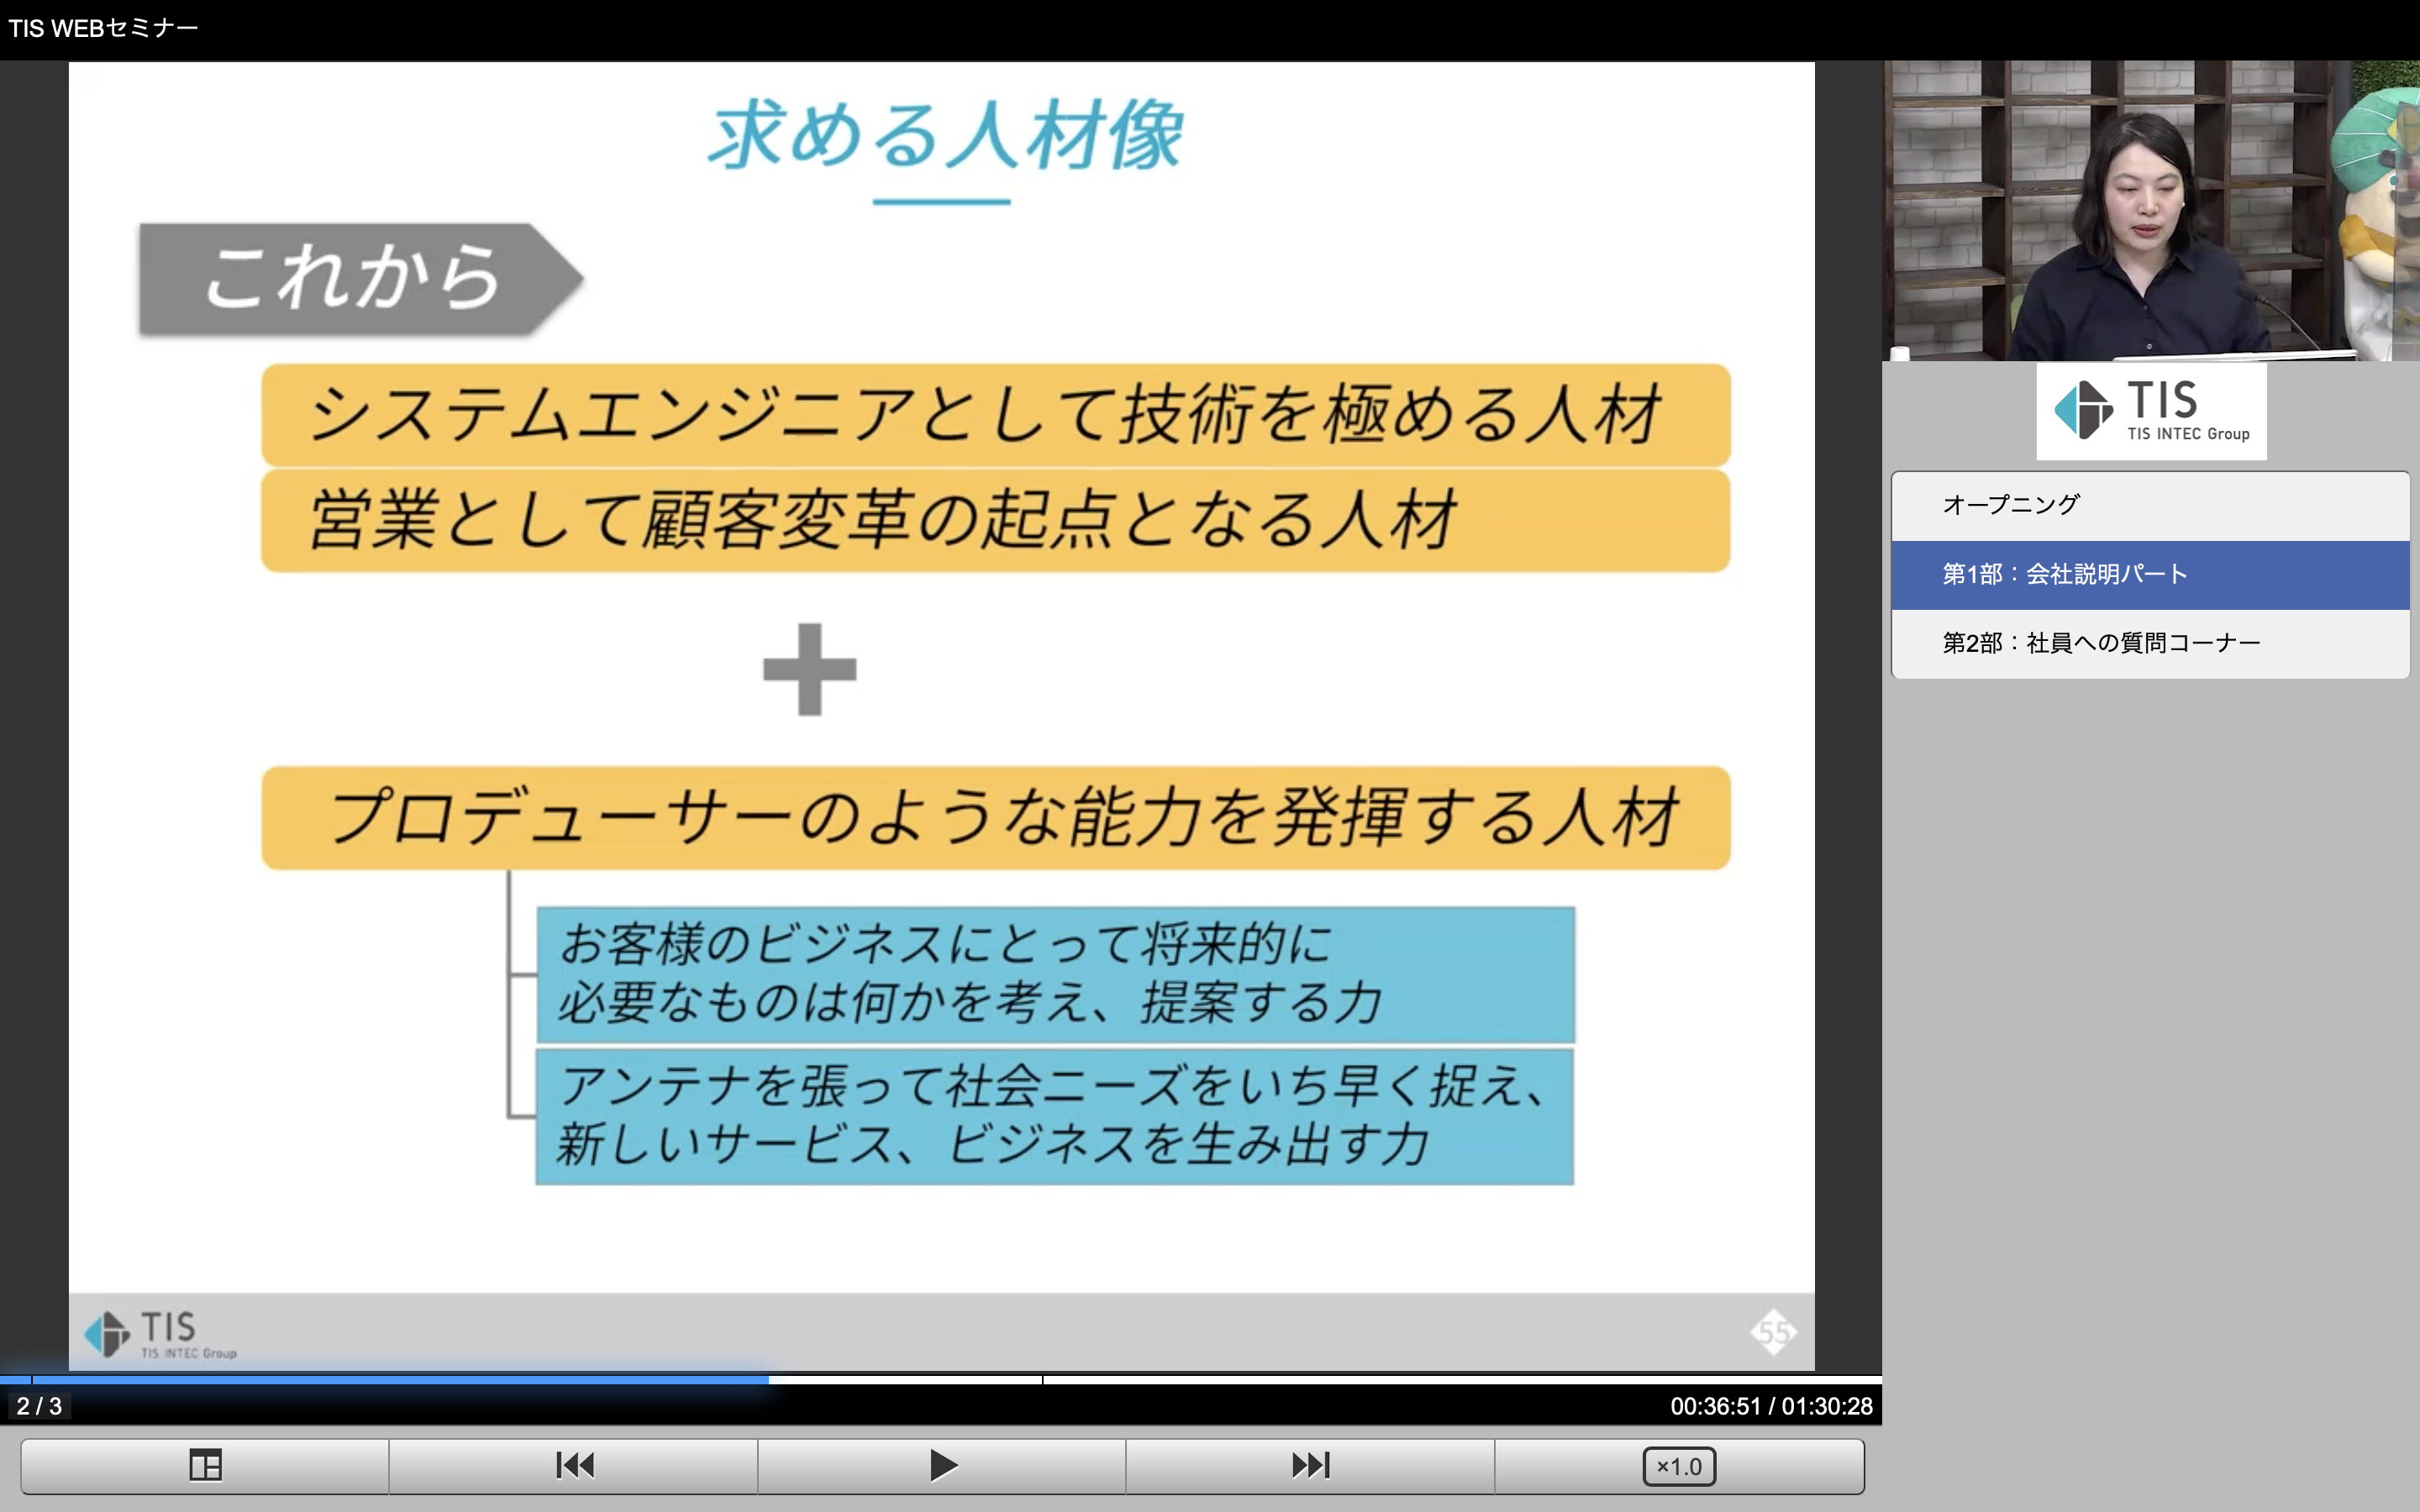 TIS WEBセミナー
求める人材像
これから
システムエンジニアとして技術を極める人材
営業として顧客変革の起点となる人材
プロデューサーのような能力を発揮する人材
お客様のビジネスにとって将来的に
必要なものは何かを考え、提案する力
アンテナを張って社会ニーズをいち早く捉え、
新しいサービス、ビジネスを生み出す力
TIS
TIS INTEC Group
55
2 / 3
00:36:51 / 01:30:28
×1.0
TIS
TIS INTEC Group
オープニング
第1部：会社説明パート
第2部：社員への質問コーナー